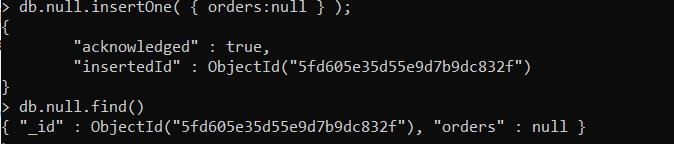 > db.null.insertOne( { orders:null } );
{
        "acknowledged" : true,
        "insertedId" : ObjectId("5fd605e35d55e9d7b9dc832f")
}
> db.null.find()
{ "_id" : ObjectId("5fd605e35d55e9d7b9dc832f"), "orders" : null }